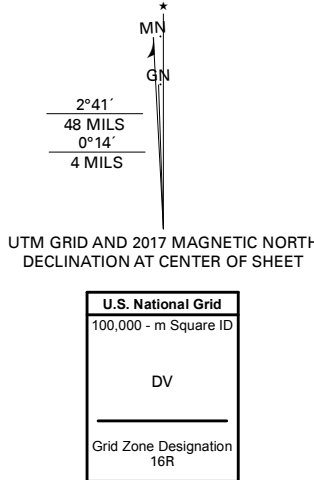 MN
GN
2°41´
48 MILS
0°14´
4 MILS
UTM GRID AND 2017 MAGNETIC NORTH
DECLINATION AT CENTER OF SHEET
U.S. National Grid
100,000 - m Square ID
DV
Grid Zone Designation
16R